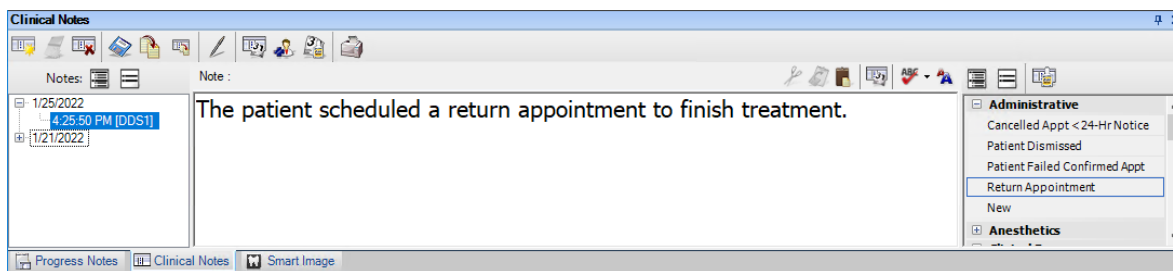 Clinical Notes
Notes:
Note :
ABC
A
1/25/2022
4:25:50 PM [DDS1]
1/21/2022
The patient scheduled a return appointment to finish treatment.
Administrative
Cancelled Appt <24-Hr Notice
Patient Dismissed
Patient Failed Confirmed Appt
Return Appointment
New
Anesthetics
Progress Notes
Clinical Notes
Smart Image